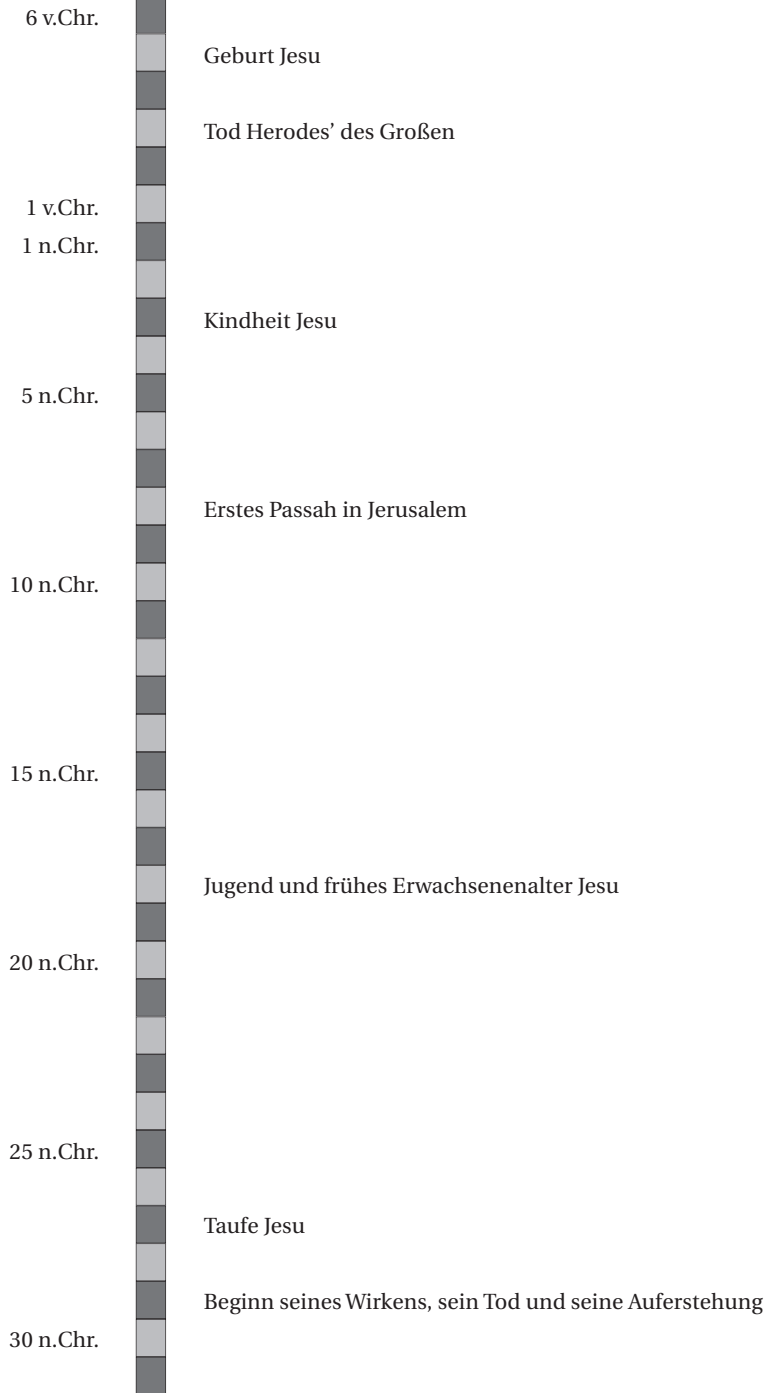 6 v.Chr.
Geburt Jesu
Tod Herodes’ des Großen
1 v.Chr.
1 n.Chr.
Kindheit Jesu
5 n.Chr.
Erstes Passah in Jerusalem
10 n.Chr.
15 n.Chr.
Jugend und frühes Erwachsenenalter Jesu
20 n.Chr.
25 n.Chr.
Taufe Jesu
Beginn seines Wirkens, sein Tod und seine Auferstehung
30 n.Chr.